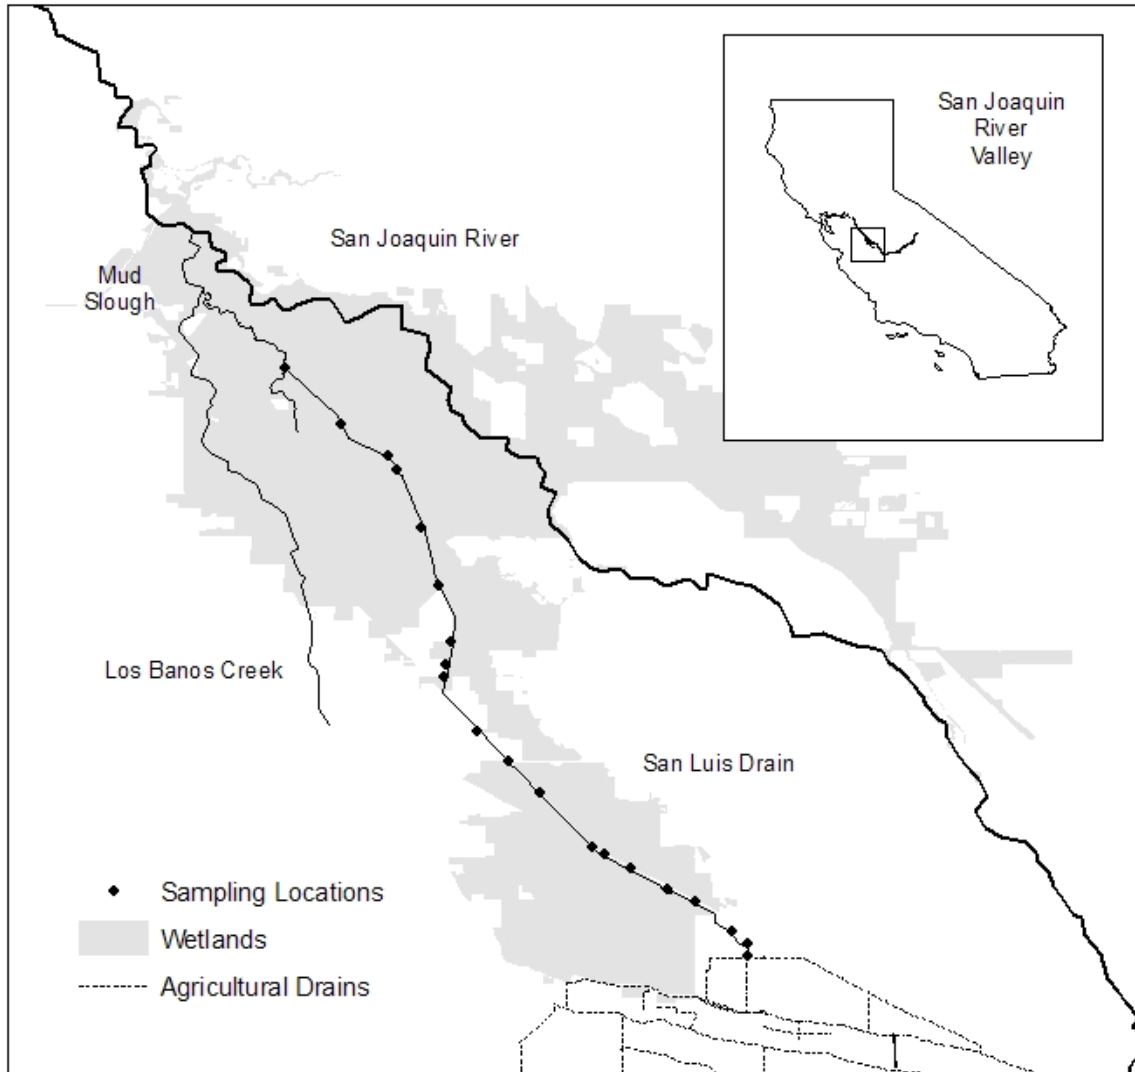 San Joaquin
River
Valley
San Joaquin River
Mud
Slough
Los Banos Creek
San Luis Drain
Sampling Locations
Wetlands
Agricultural Drains